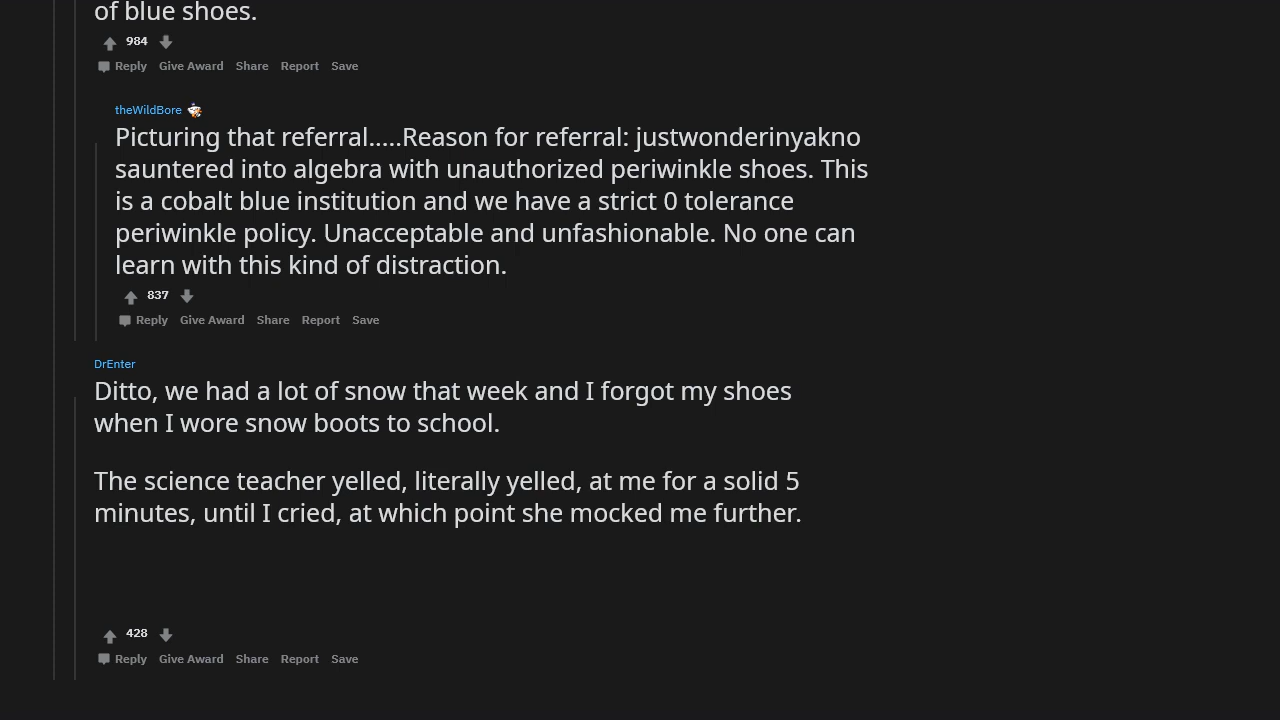 of blue shoes.
984
Reply Give Award Share Report Save
theWildBore
Picturing that referral.....Reason for referral: justwonderinyakno
sauntered into algebra with unauthorized periwinkle shoes. This
is a cobalt blue institution and we have a strict 0 tolerance
periwinkle policy. Unacceptable and unfashionable. No one can
learn with this kind of distraction.
837
Reply Give Award Share Report Save
DrEnter
Ditto, we had a lot of snow that week and I forgot my shoes
when I wore snow boots to school.
The science teacher yelled, literally yelled, at me for a solid 5
minutes, until I cried, at which point she mocked me further.
428
Reply Give Award Share Report Save